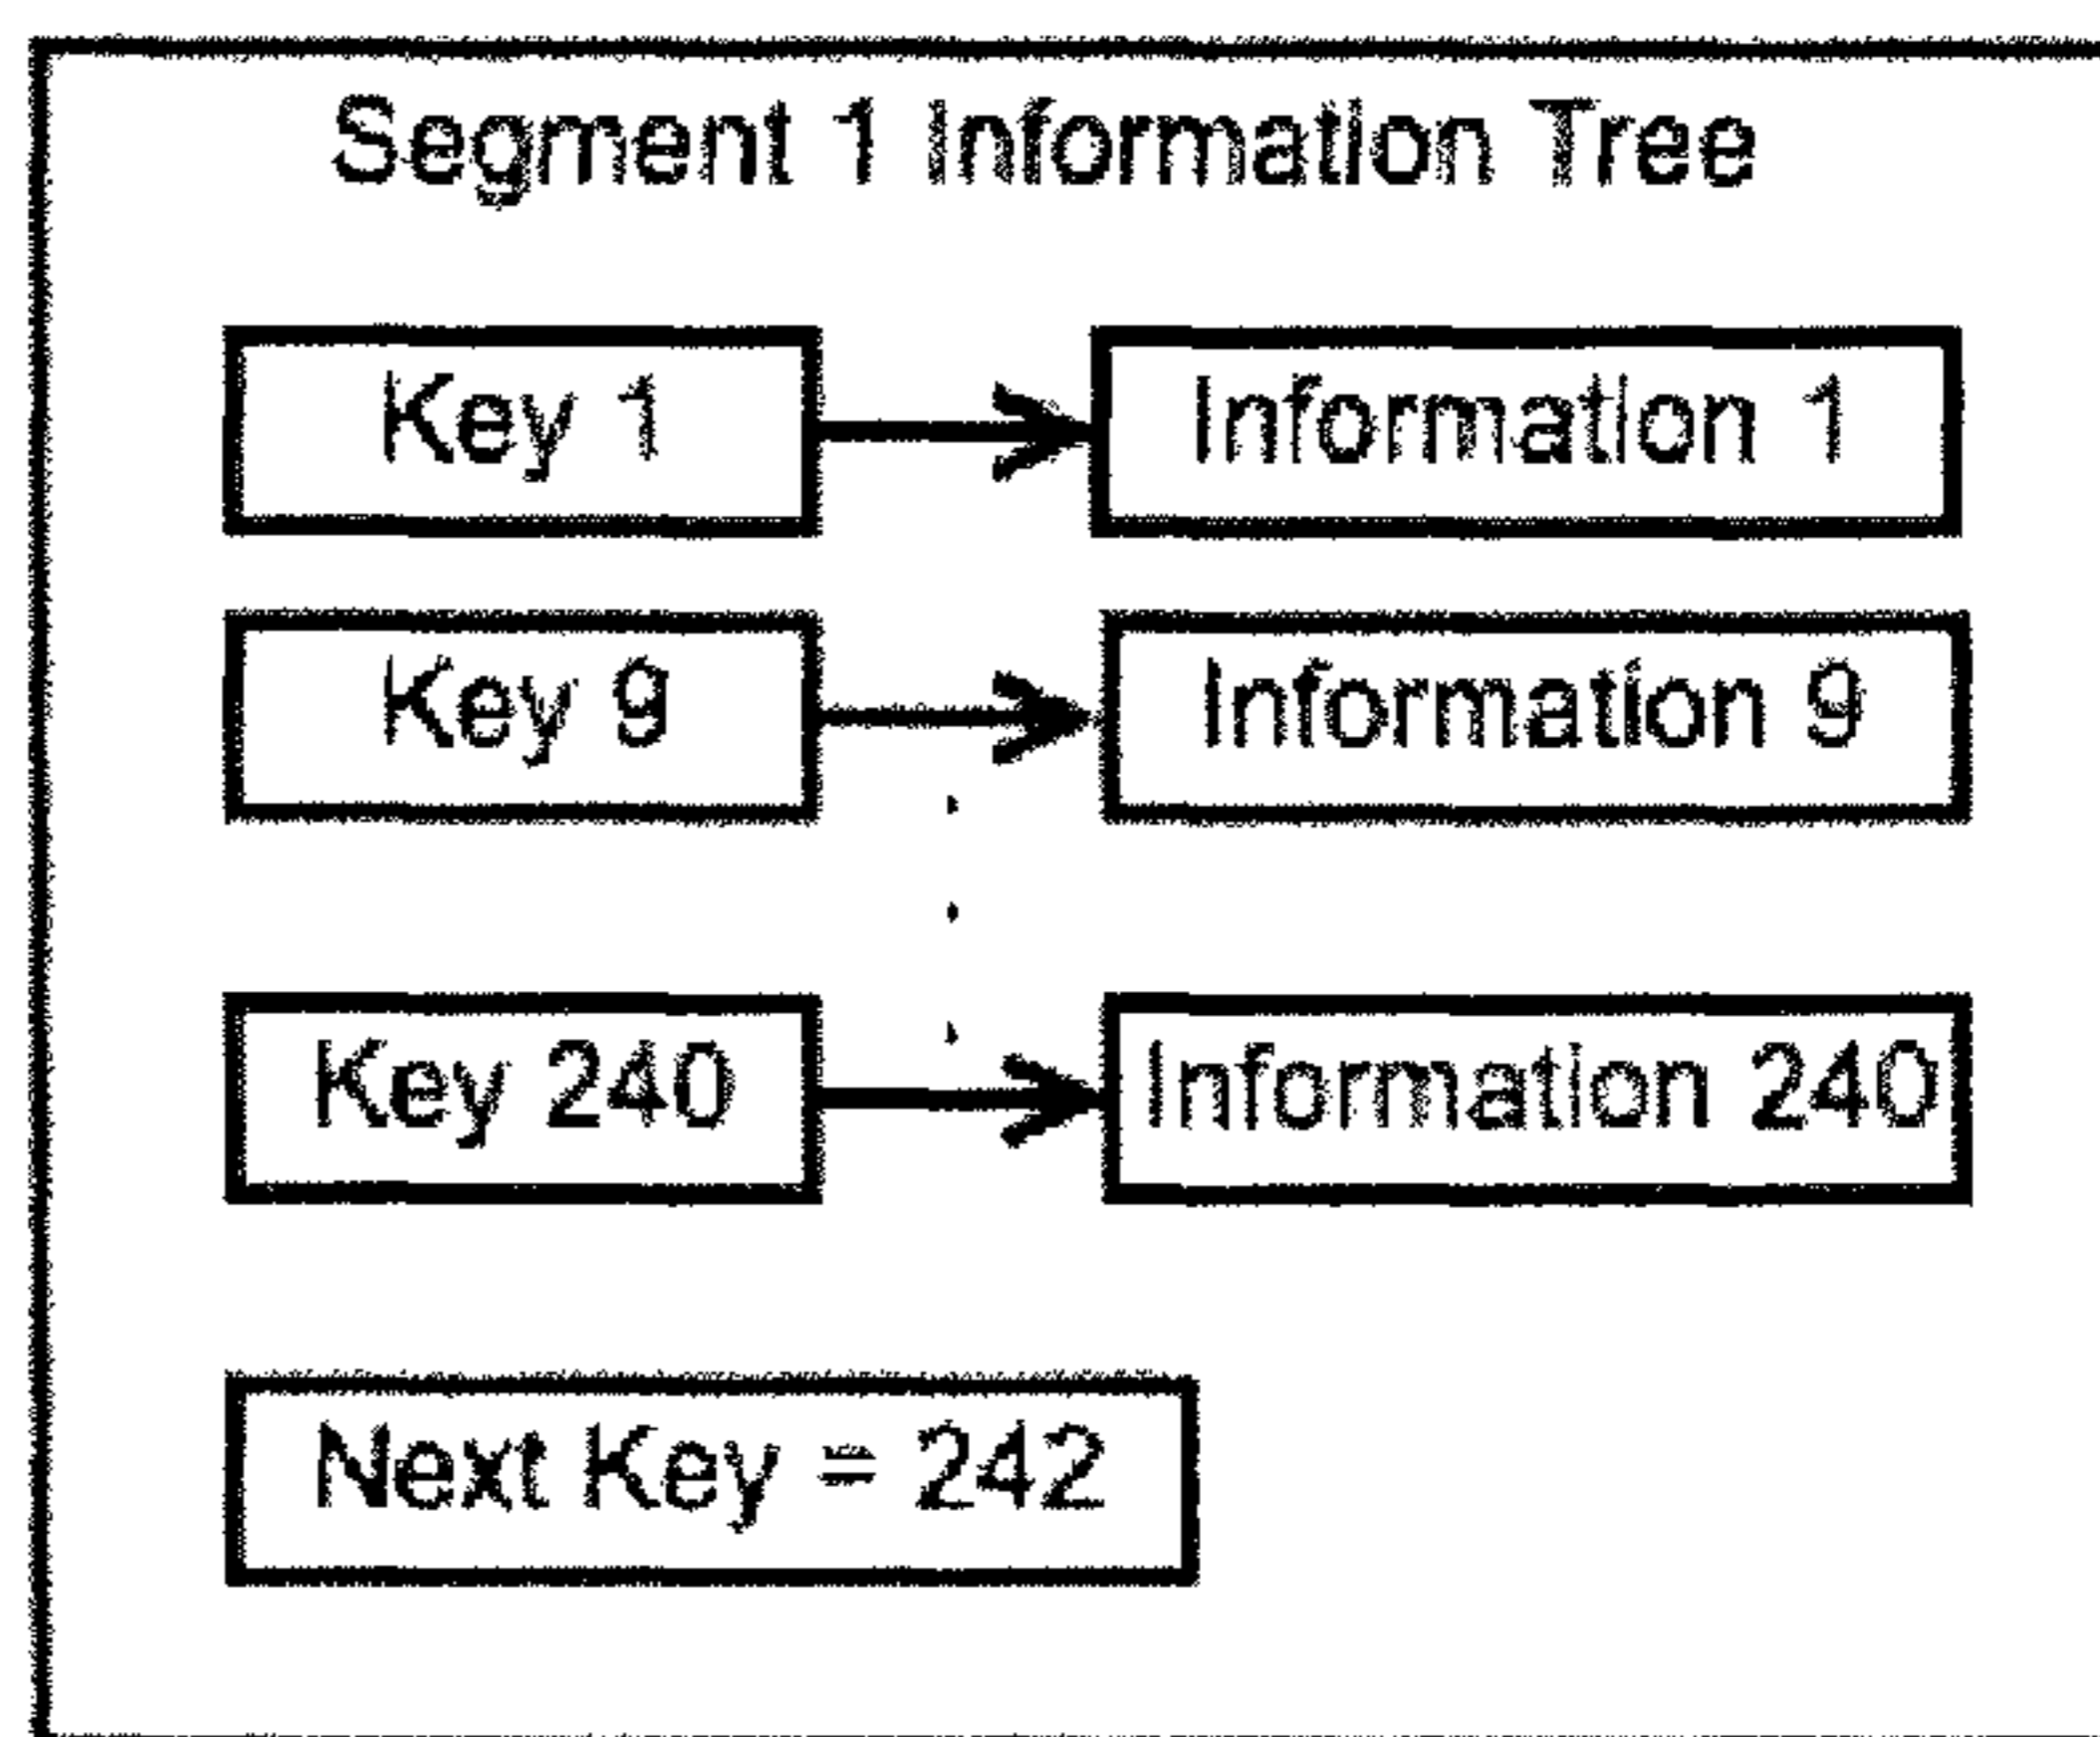 Segment 1 Information Tree
Key 1
Information 1
Key 9
Information 9
Key 240
Information 240
Next Key = 242